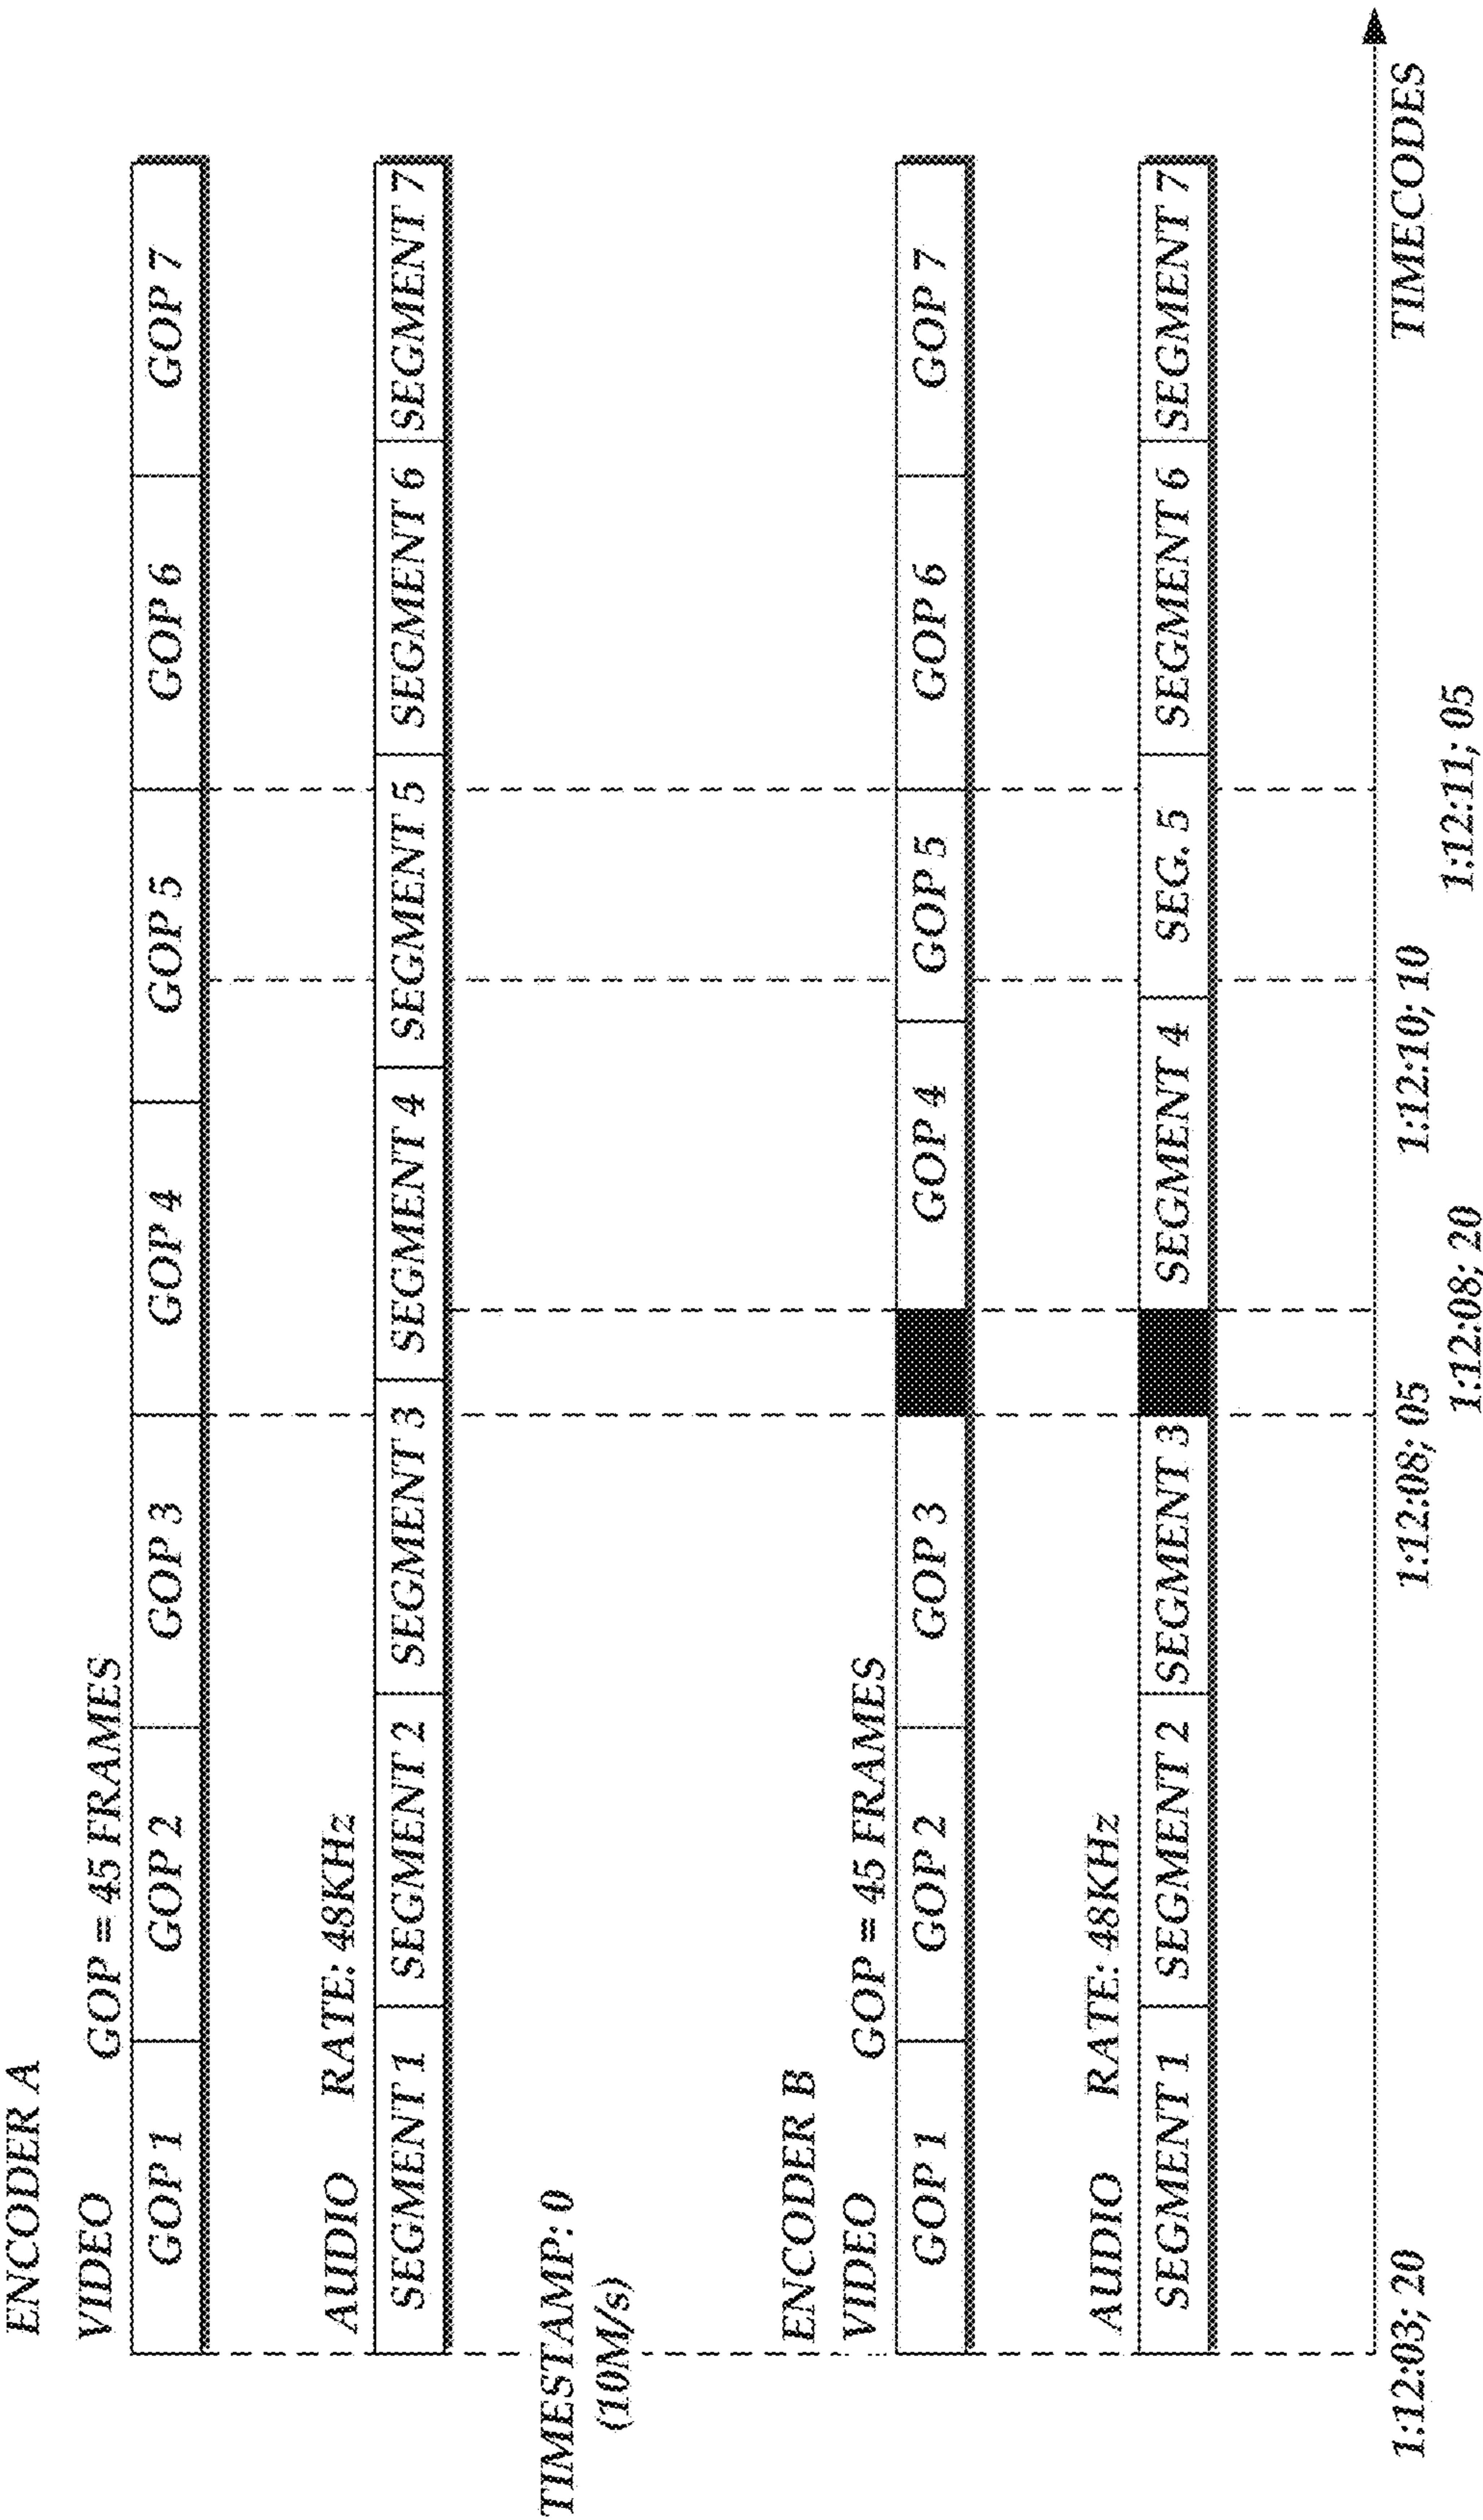 ENCODER A
VIDEO GOP = 45 FRAMES
GOP 1 GOP 2 GOP 3 GOP 4 GOP 5 GOP 6 GOP 7
AUDIO RATE: 48KHz
SEGMENT 1 SEGMENT 2 SEGMENT 3 SEGMENT 4 SEGMENT 5 SEGMENT 6 SEGMENT 7
TIMESTAMP: 0
(10M/s)
ENCODER B
VIDEO GOP = 45 FRAMES
GOP 1 GOP 2 GOP 3 GOP 4 GOP 5 GOP 6 GOP 7
AUDIO RATE: 48KHz
SEGMENT 1 SEGMENT 2 SEGMENT 3 SEGMENT 4 SEG. 5 SEGMENT 6 SEGMENT 7
1:12:03; 20 1:12:08; 05 1:12:10; 10 TIMECODES
1:12:08; 20 1:12:11; 05